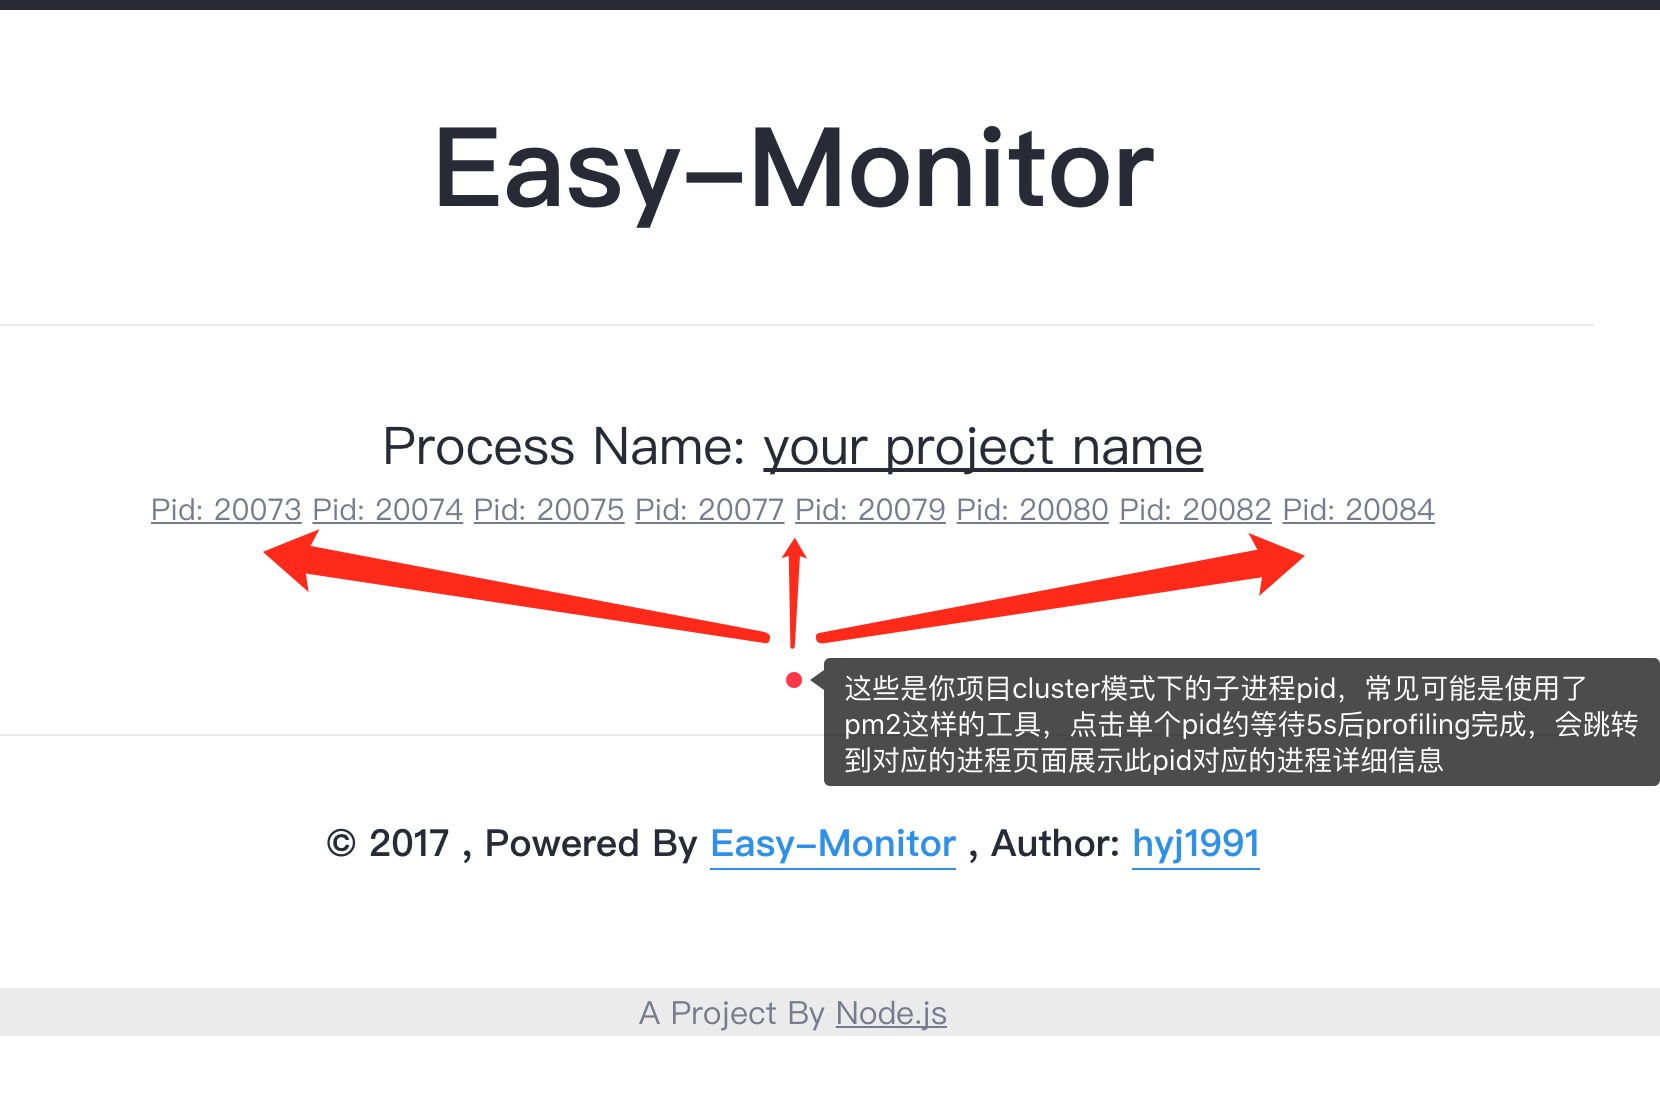 Easy-Monitor
Process Name: your project name
Pid: 20073 Pid: 20074 Pid: 20075 Pid: 20077 Pid: 20079 Pid: 20080 Pid: 20082 Pid: 20084
这些是你项目cluster模式下的子进程pid，常见可能是使用了
pm2这样的工具，点击单个pid约等待5s后profiling完成，会跳转
到对应的进程页面展示此pid对应的进程详细信息
© 2017 , Powered By Easy-Monitor , Author: hyj1991
A Project By Node.js